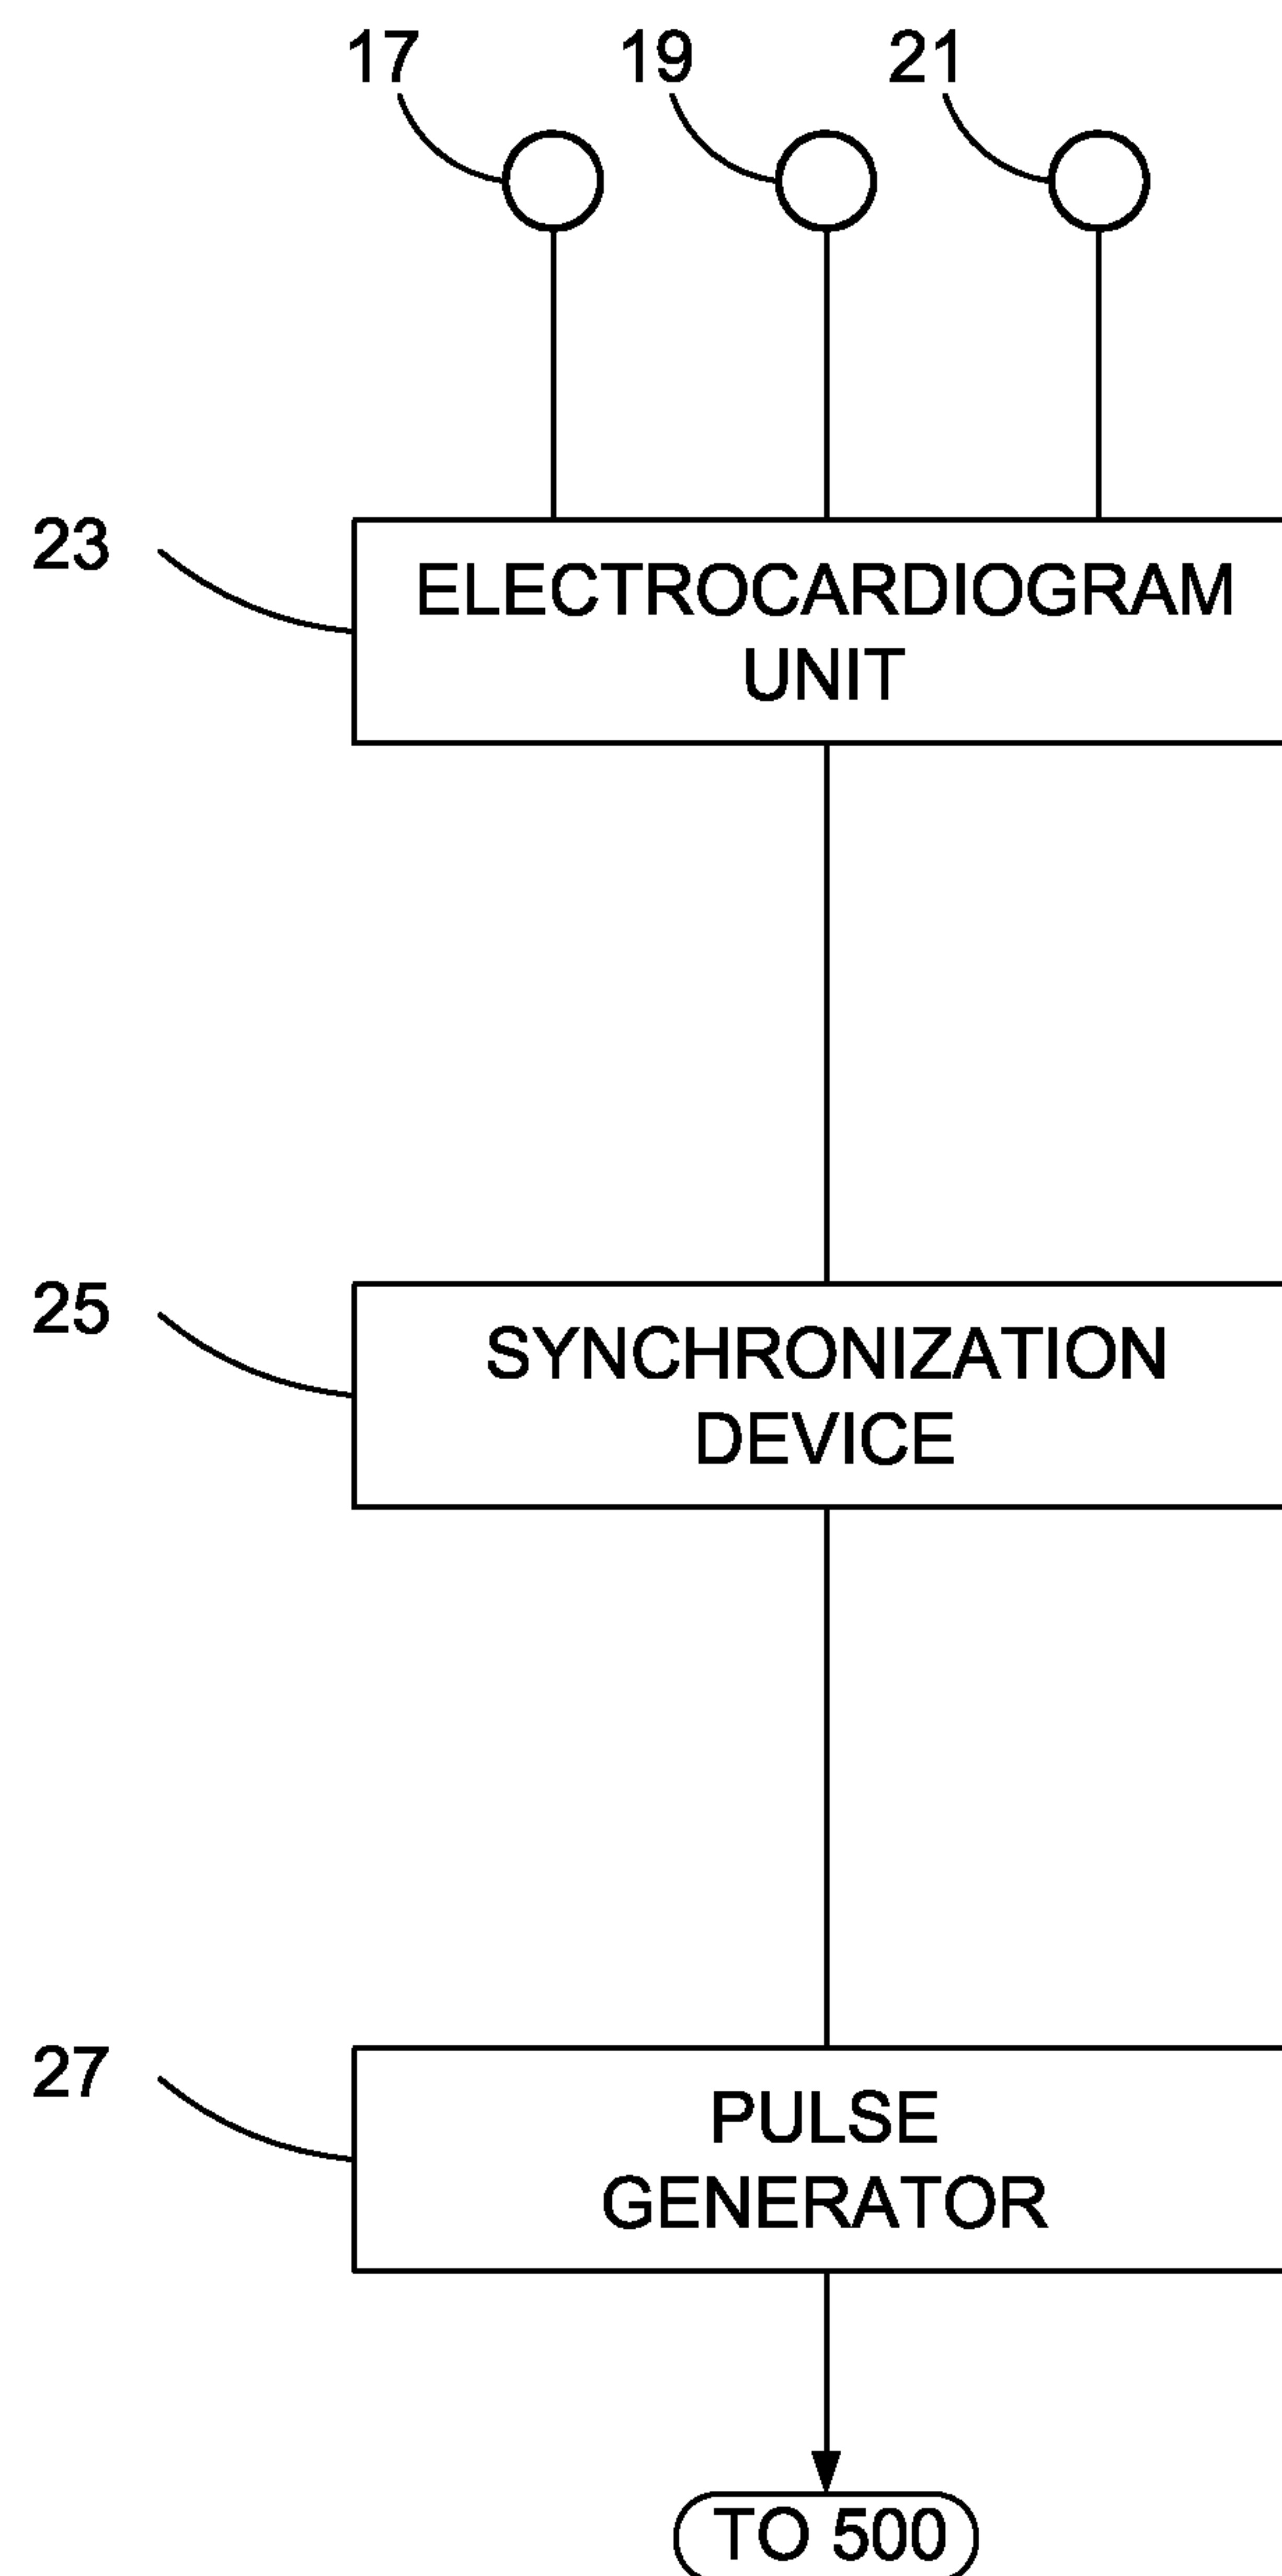 17 19 21
23
ELECTROCARDIOGRAM
UNIT
25
SYNCHRONIZATION
DEVICE
27
PULSE
GENERATOR
TO 500